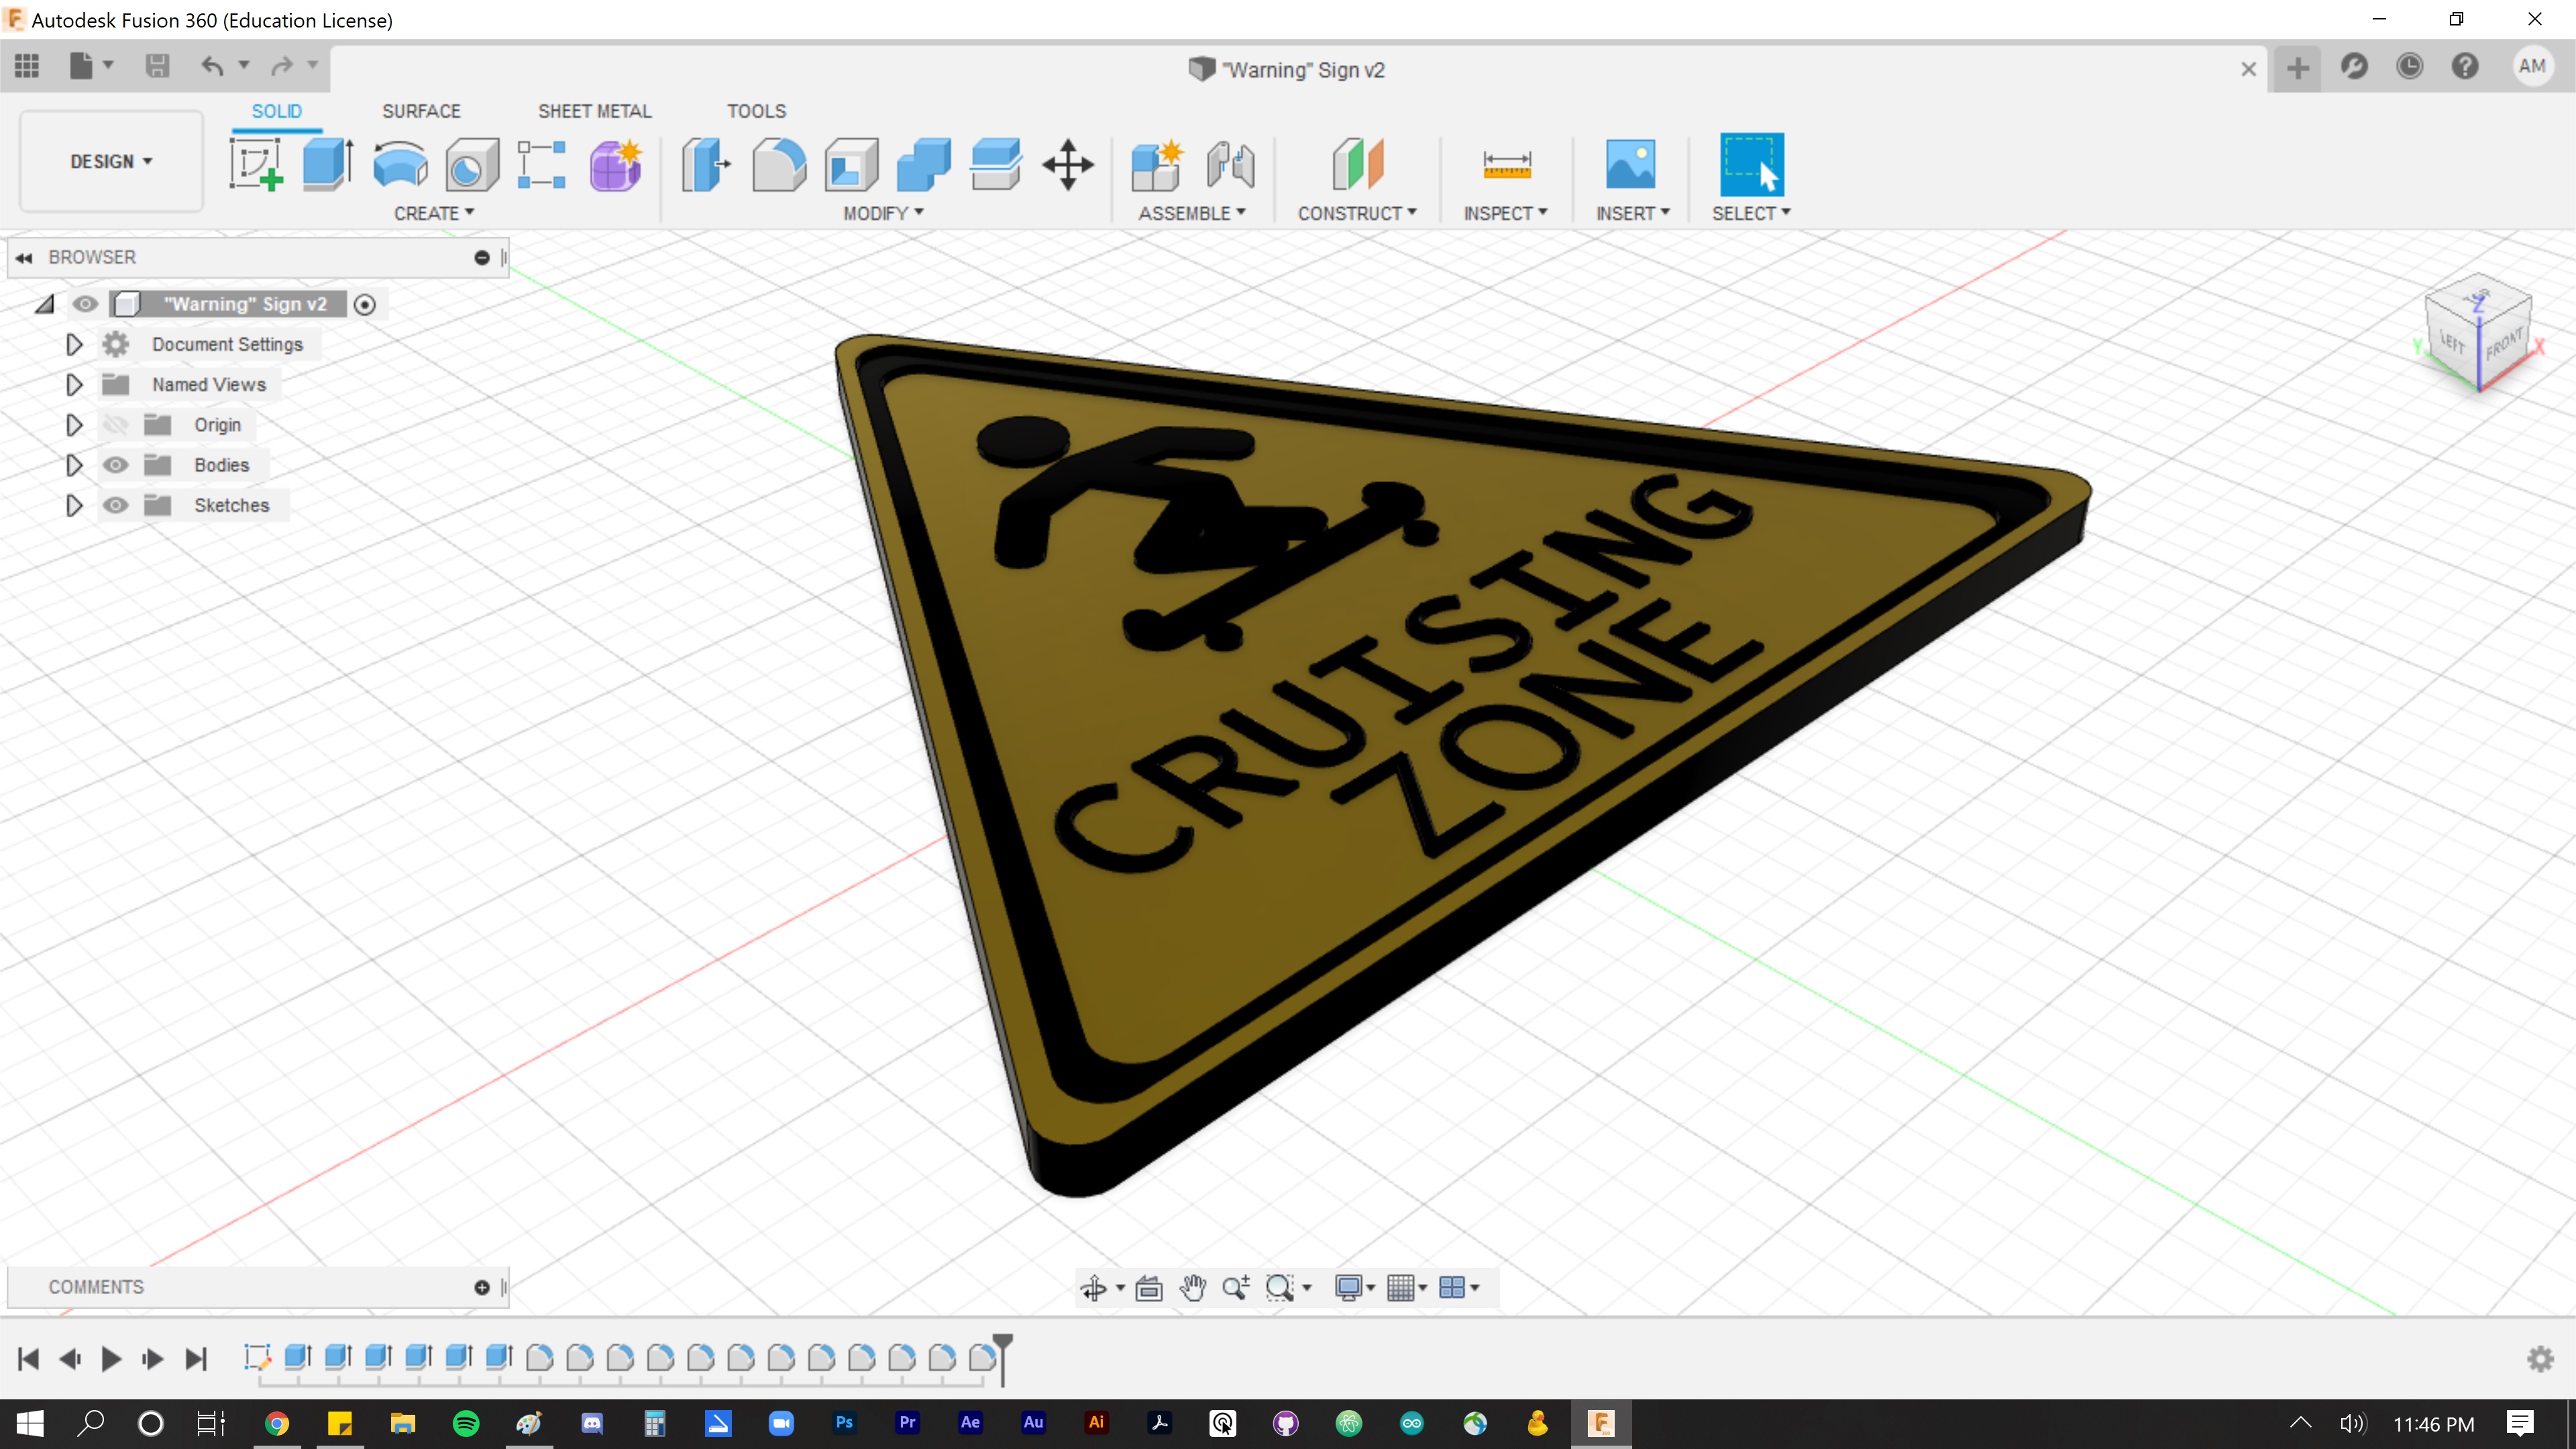 Autodesk Fusion 360 (Education License)
"Warning" Sign v2
AM
SOLID
SURFACE
SHEET METAL
TOOLS
DESIGN
CREATE
MODIFY
ASSEMBLE
CONSTRUCT
INSPECT
INSERT
SELECT
BROWSER
"Warning" Sign v2
Document Settings
Named Views
Origin
Bodies
Sketches
TOP
LEFT
FRONT
Z
Y
X
CRUISING
ZONE
COMMENTS
Ps
Pr
Ae
Au
Ai
F
11:46 PM